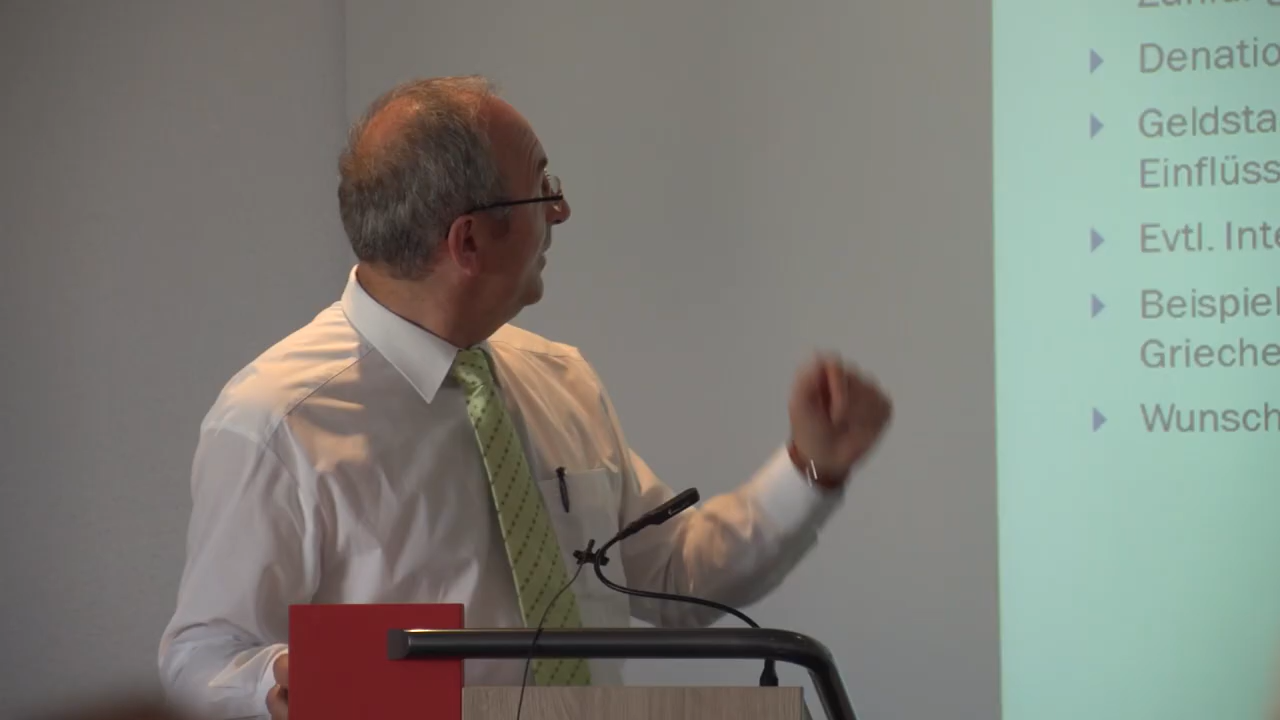 Denatio
Geldsta
Einflüss
Evtl. Inte
Beispiel
Grieche
Wunsch